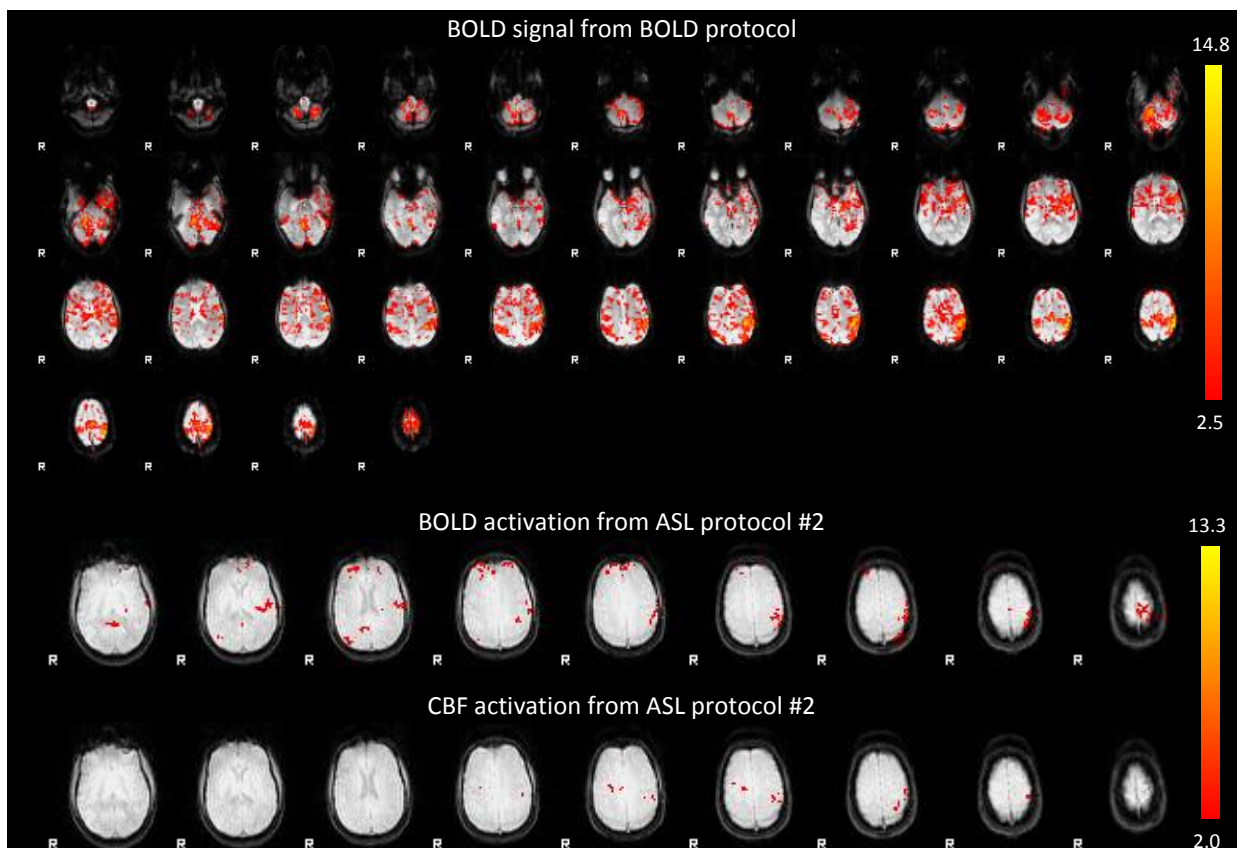 BOLD signal from BOLD protocol
14.8
R R R R R R R R R R R
R R R R R R R R R R R
R R R R R R R R R R R
2.5
R R R R
BOLD activation from ASL protocol #2
13.3
R R R R R R R R R
CBF activation from ASL protocol #2
R R R R R R R R R
2.0